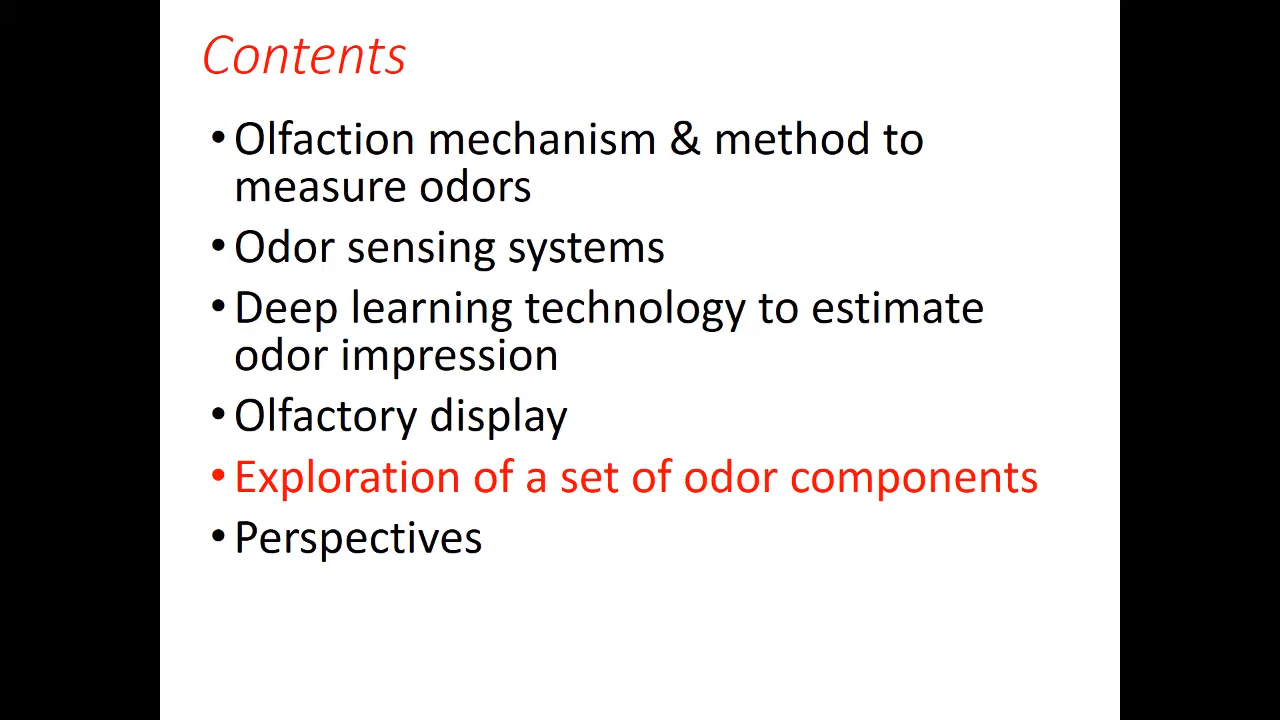 Contents
• Olfaction mechanism & method to
measure odors
• Odor sensing systems
• Deep learning technology to estimate
odor impression
• Olfactory display
• Exploration of a set of odor components
• Perspectives